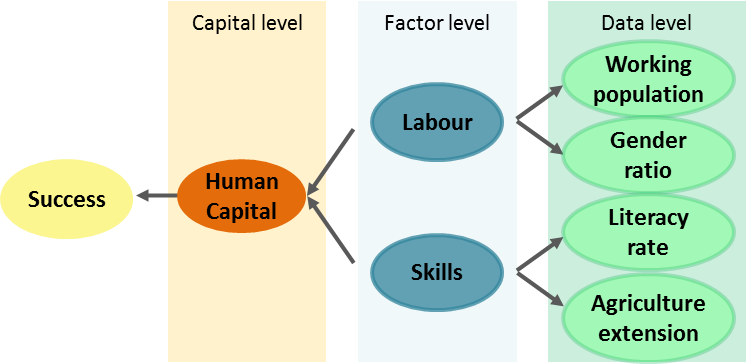 Capital level
Factor level
Data level
Working
population
Labour
Gender
ratio
Success
Human
Capital
Literacy
rate
Skills
Agriculture
extension